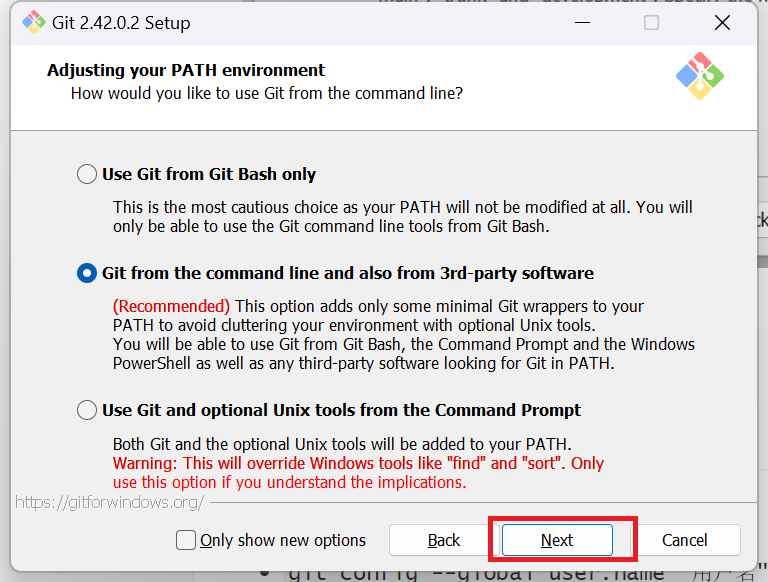 Git 2.42.0.2 Setup
Adjusting your PATH environment
How would you like to use Git from the command line?
Use Git from Git Bash only
This is the most cautious choice as your PATH will not be modified at all. You will
only be able to use the Git command line tools from Git Bash.
Git from the command line and also from 3rd-party software
(Recommended) This option adds only some minimal Git wrappers to your
PATH to avoid cluttering your environment with optional Unix tools.
You will be able to use Git from Git Bash, the Command Prompt and the Windows
PowerShell as well as any third-party software looking for Git in PATH.
Use Git and optional Unix tools from the Command Prompt
Both Git and the optional Unix tools will be added to your PATH.
Warning: This will override Windows tools like "find" and "sort". Only
use this option if you understand the implications.
https://gitforwindows.org/
Only show new options
Back
Next
Cancel
git config --global user.name "用户名"